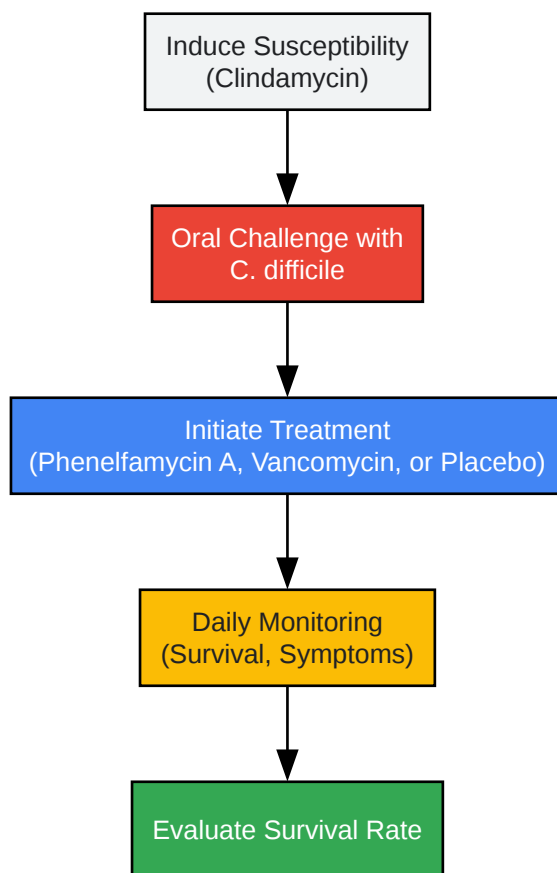 Induce Susceptibility
(Clindamycin)
Oral Challenge with
C. difficile
Initiate Treatment
(Phenelfamycin A, Vancomycin, or Placebo)
Daily Monitoring
(Survival, Symptoms)
Evaluate Survival Rate